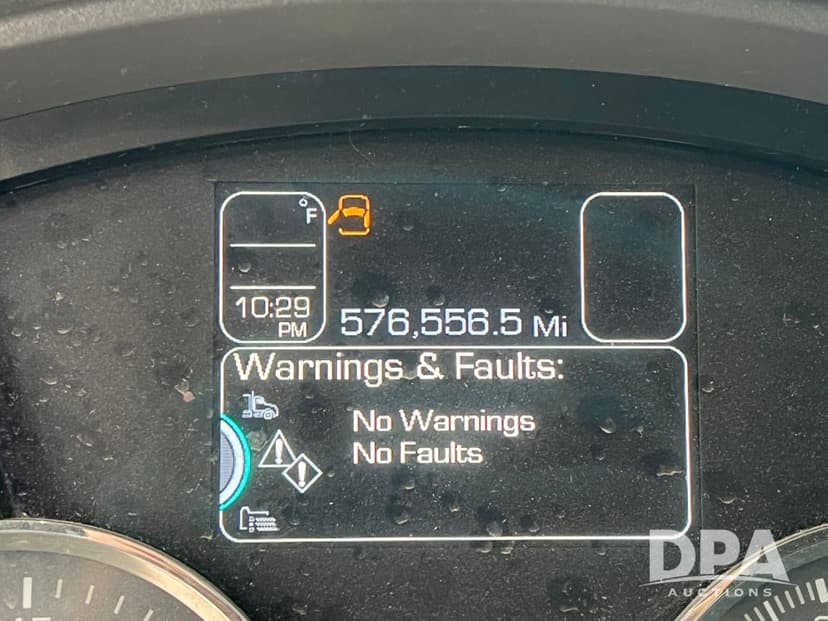 °F
10:29
PM
576,556.5 Mi
Warnings & Faults:
No Warnings
No Faults
DPA
AUCTIONS